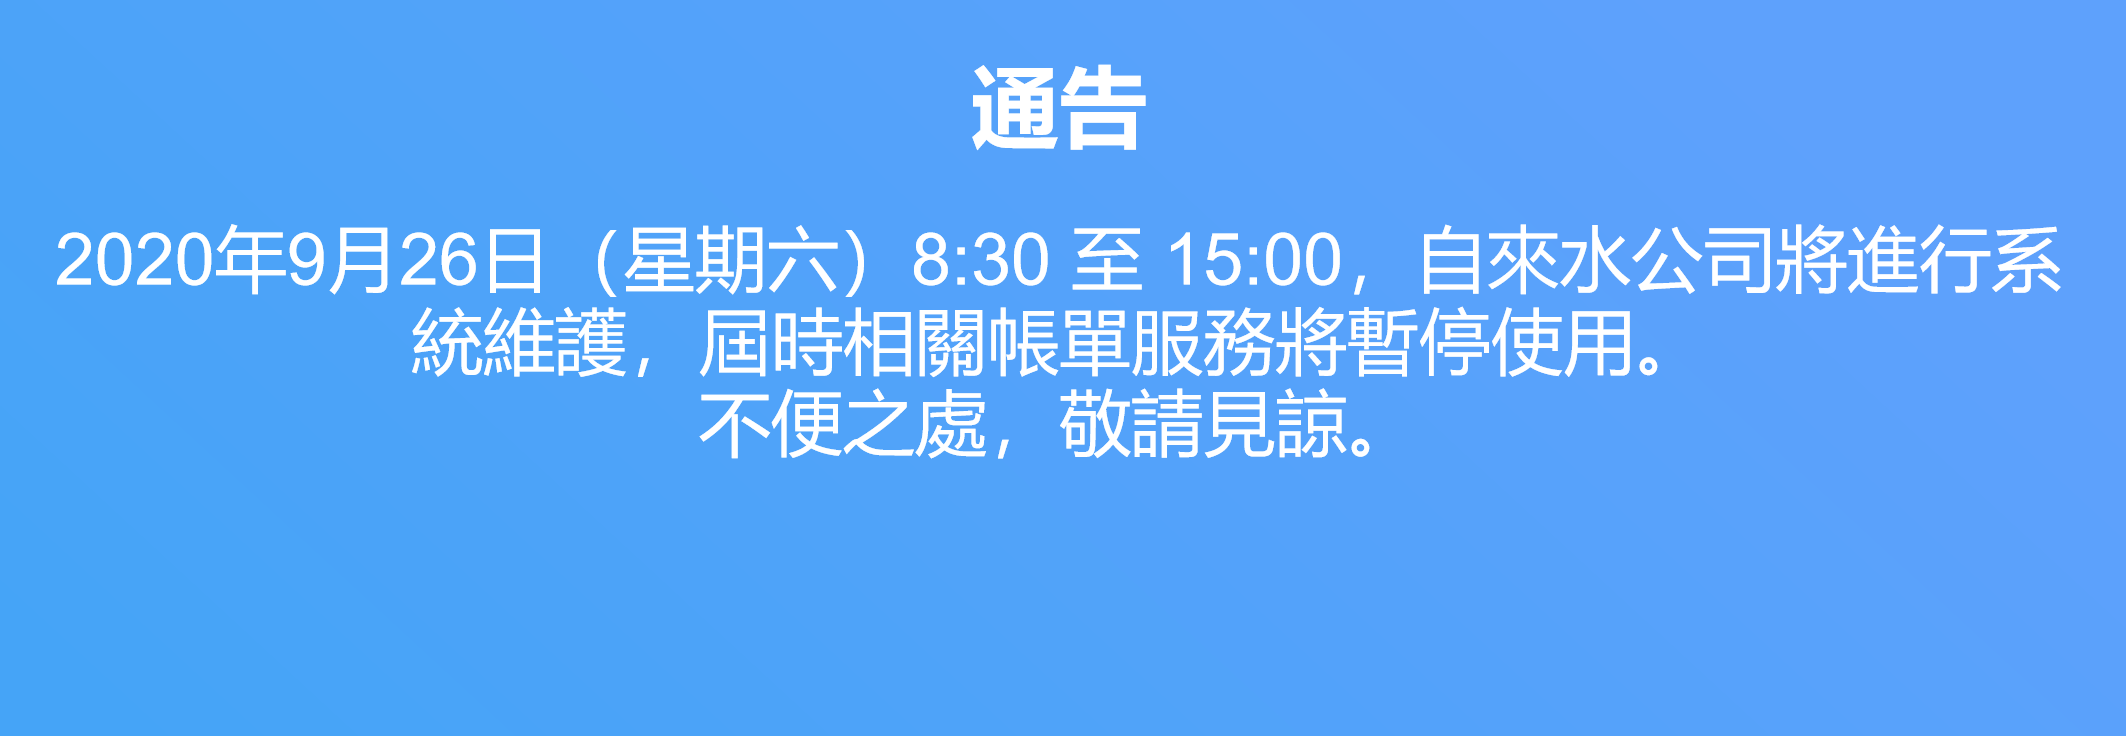 通告
2020年9月26日（星期六）8:30 至 15:00，自來水公司將進行系
統維護，屆時相關帳單服務將暫停使用。
不便之處，敬請見諒。